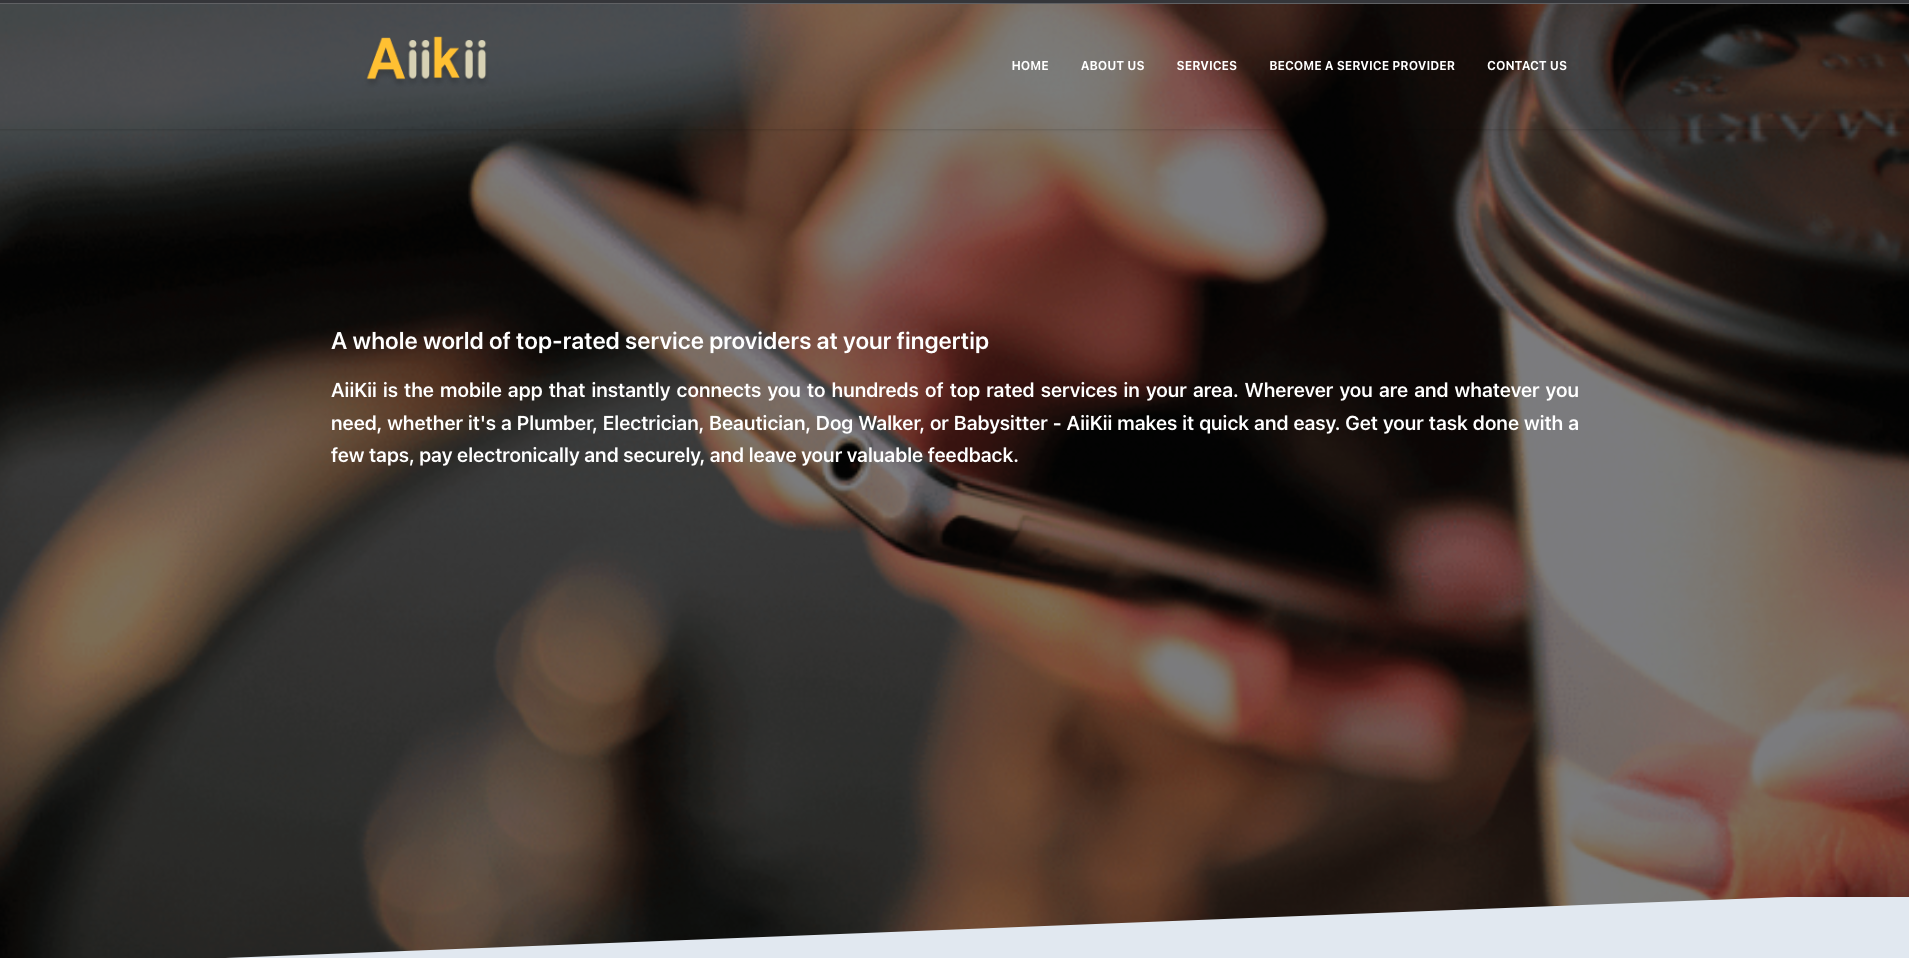 Aiikii
HOME ABOUT US SERVICES BECOME A SERVICE PROVIDER CONTACT US
A whole world of top-rated service providers at your fingertip
AiiKii is the mobile app that instantly connects you to hundreds of top rated services in your area. Wherever you are and whatever you
need, whether it's a Plumber, Electrician, Beautician, Dog Walker, or Babysitter - AiiKii makes it quick and easy. Get your task done with a
few taps, pay electronically and securely, and leave your valuable feedback.